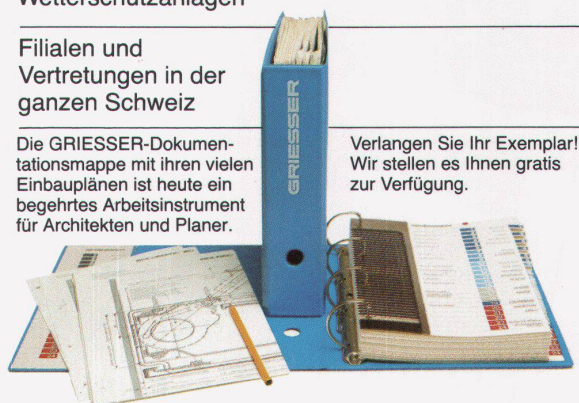 Wetterschutzanlagen
Filialen und
Vertretungen in der
ganzen Schweiz
Die GRIESSER-Dokumen-
tationsmappe mit ihren vielen
Einbauplänen ist heute ein
begehrtes Arbeitsinstrument
für Architekten und Planer.
GRIESSER
Verlangen Sie Ihr Exemplar!
Wir stellen es Ihnen gratis
zur Verfügung.